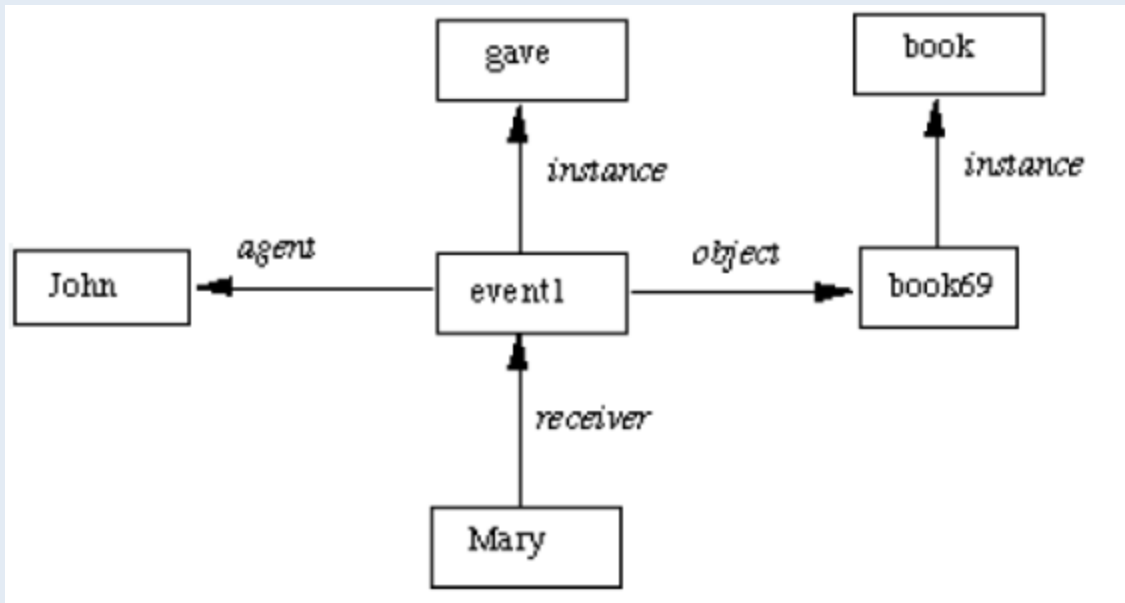 gave
book
instance
instance
agent
object
John
event1
book69
receiver
Mary